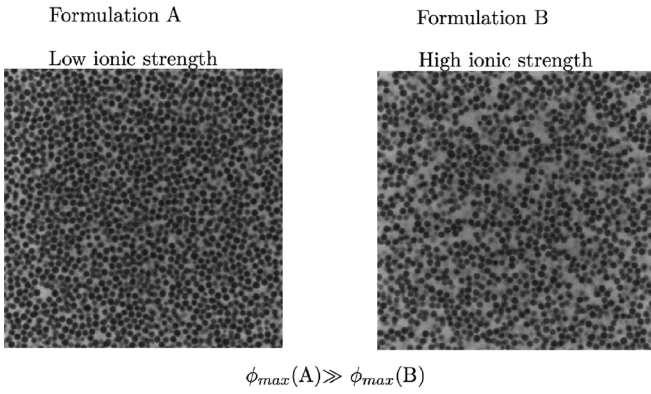 Formulation A
Low ionic strength
Formulation B
High ionic strength
ϕmax(A)≫ ϕmax(B)